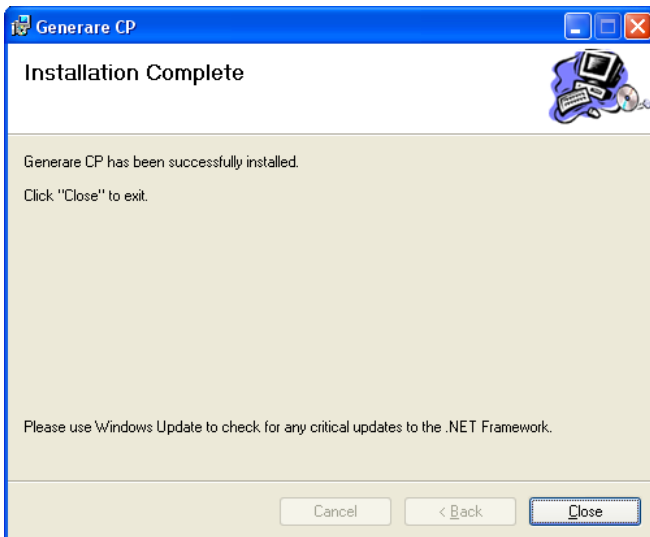 Generare CP
Installation Complete
Generare CP has been successfully installed.
Click "Close" to exit.
Please use Windows Update to check for any critical updates to the .NET Framework.
Cancel
< Back
Close